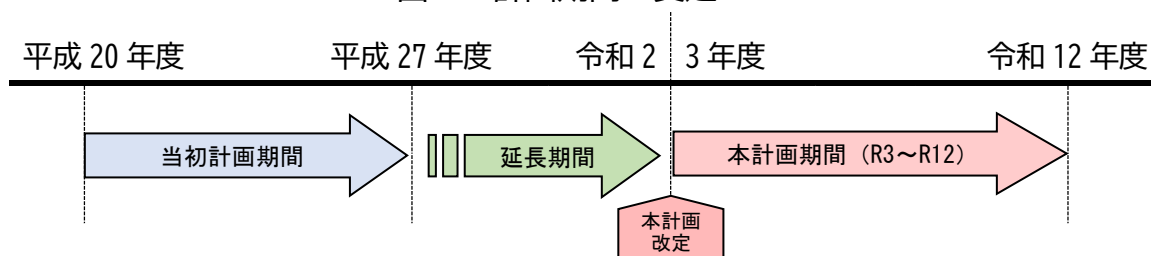 平成 20 年度 平成 27 年度 令和 2 3 年度 令和 12 年度
当初計画期間 延長期間 本計画期間（R3～R12）
本計画
改定